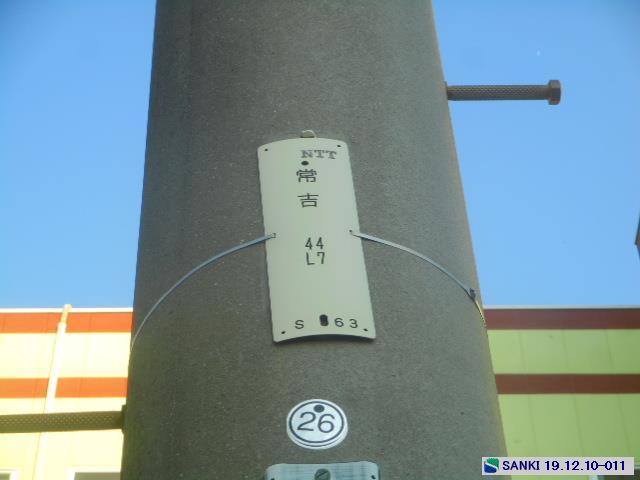 NTT
常
吉
44
L7
S 63
26
SANKI 19.12.10-011